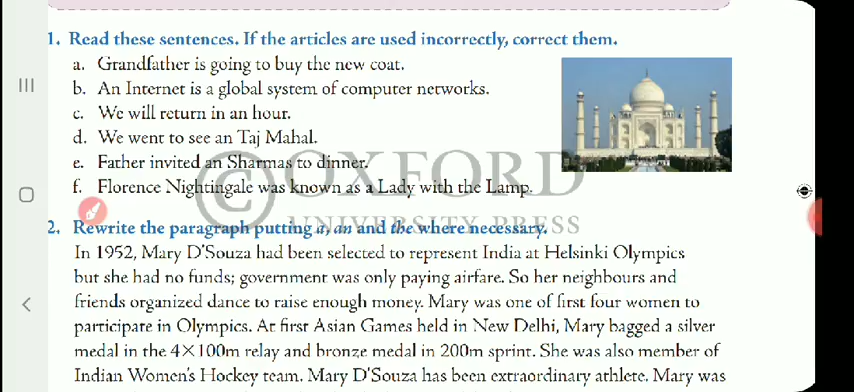 1. Read these sentences. If the articles are used incorrectly, correct them.
a. Grandfather is going to buy the new coat.
b. An Internet is a global system of computer networks.
c. We will return in an hour.
d. We went to see an Taj Mahal.
e. Father invited an Sharmas to dinner.
f. Florence Nightingale was known as a Lady with the Lamp.
© OXFORD
UNIVERSITY PRESS
2. Rewrite the paragraph putting a, an and the where necessary.
In 1952, Mary D'Souza had been selected to represent India at Helsinki Olympics
but she had no funds; government was only paying airfare. So her neighbours and
friends organized dance to raise enough money. Mary was one of first four women to
participate in Olympics. At first Asian Games held in New Delhi, Mary bagged a silver
medal in the 4×100m relay and bronze medal in 200m sprint. She was also member of
Indian Women's Hockey team. Mary D'Souza has been extraordinary athlete. Mary was